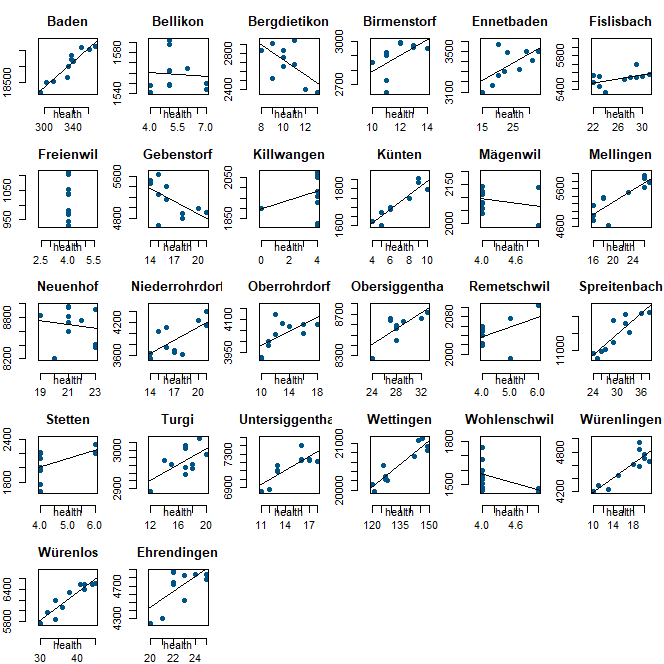 Baden
18500
health
300 340
Bellikon
1580
1540
health
4.0 5.5 7.0
Bergdietikon
2800
2400
health
8 10 12
Birmenstorf
3000
2700
health
10 12 14
Ennetbaden
3500
3100
health
15 25
Fislisbach
5800
5400
health
22 26 30
Freienwil
1050
950
health
2.5 4.0 5.5
Gebenstorf
5600
4800
health
14 17 20
Killwangen
2050
1850
health
0 2 4
Künten
1800
1600
health
4 6 8 10
Mägenwil
2150
2000
health
4.0 4.6
Mellingen
5600
4600
health
16 20 24
Neuenhof
8800
8200
health
19 21 23
Niederrohrdorf
4200
3600
health
14 17 20
Oberrohrdorf
4100
3950
health
10 14 18
Obersiggentha
8700
8300
health
24 28 32
Remetschwil
2080
2000
health
4.0 5.0 6.0
Spreitenbach
11000
health
24 30 36
Stetten
2400
1800
health
4.0 5.0 6.0
Turgi
3000
2900
health
12 16 20
Untersiggentha
7300
6900
health
11 14 17
Wettingen
21000
20000
health
120 135 150
Wohlenschwil
1800
1500
health
4.0 4.6
Würenlingen
4800
4200
health
10 14 18
Würenlos
6400
5800
health
30 40
Ehrendingen
4700
4300
health
20 22 24